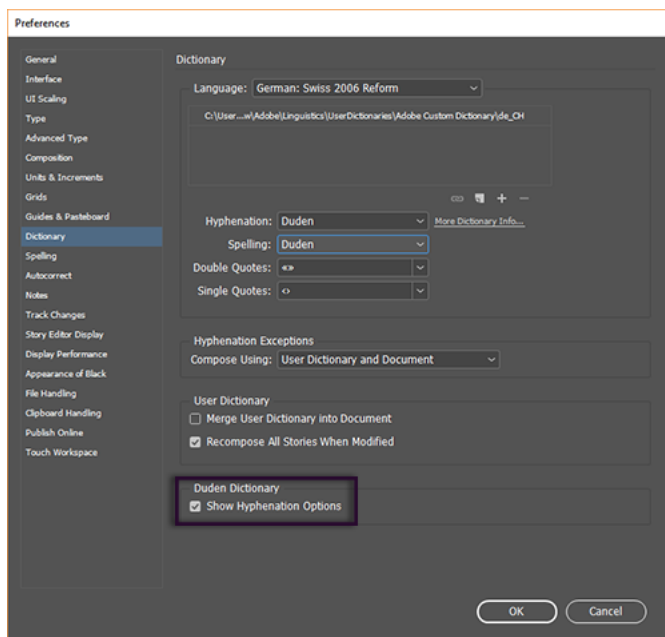 Preferences
General
Interface
UI Scaling
Type
Advanced Type
Composition
Units & Increments
Grids
Guides & Pasteboard
Dictionary
Spelling
Autocorrect
Notes
Track Changes
Story Editor Display
Display Performance
Appearance of Black
File Handling
Clipboard Handling
Publish Online
Touch Workspace
Dictionary
Language: German: Swiss 2006 Reform
C:\User...w\Adobe\Linguistics\UserDictionaries\Adobe Custom Dictionary\de_CH
Hyphenation: Duden More Dictionary Info...
Spelling: Duden
Double Quotes: «»
Single Quotes: ‹›
Hyphenation Exceptions
Compose Using: User Dictionary and Document
User Dictionary
Merge User Dictionary into Document
Recompose All Stories When Modified
Duden Dictionary
Show Hyphenation Options
OK Cancel